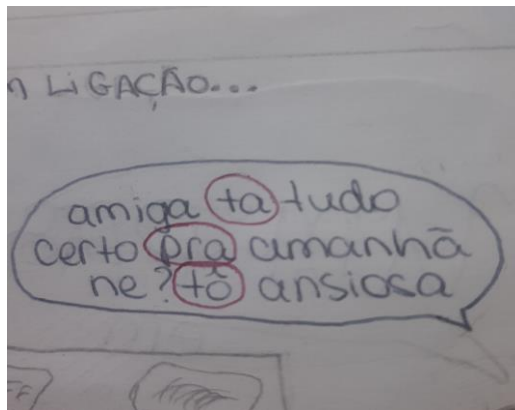 LIGAÇÃO...
amiga ta tudo
certo pra amanhã
ne? tô ansiosa